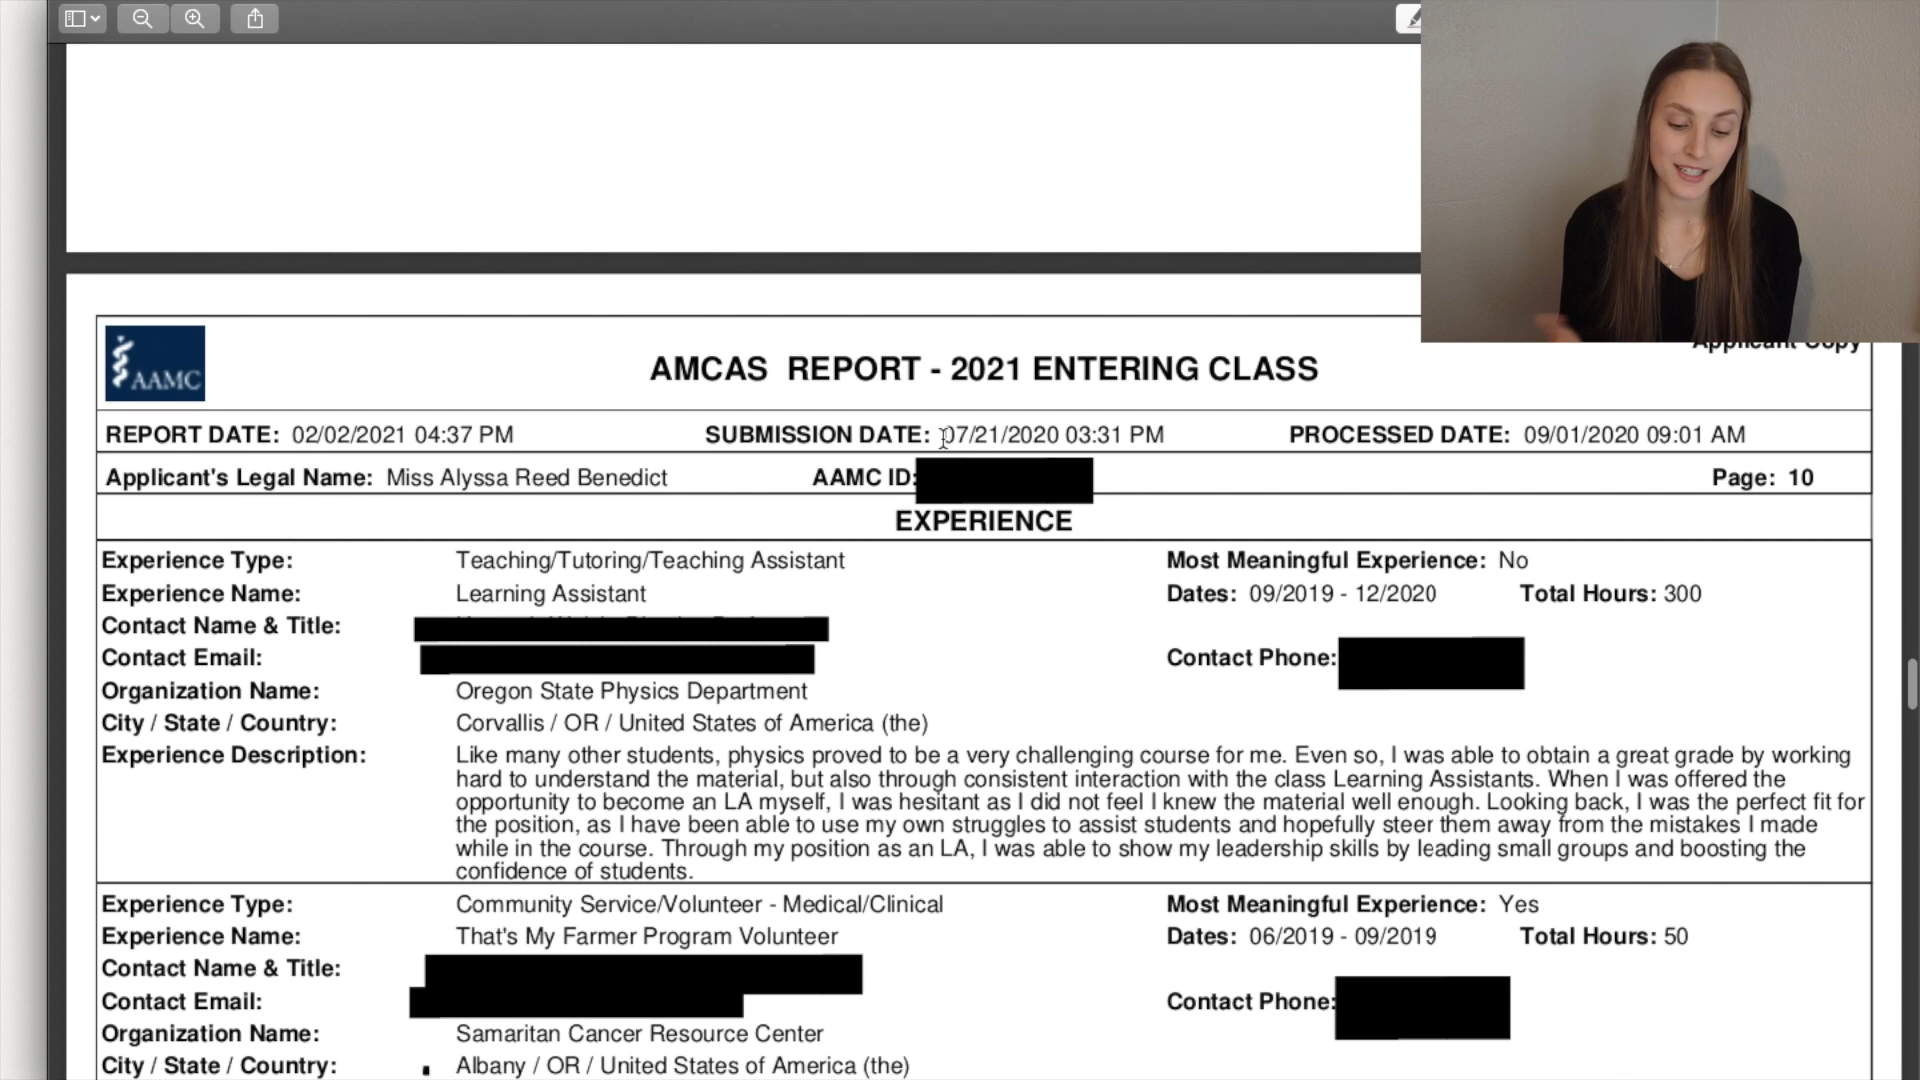 Applicant Copy
AAMC
AMCAS REPORT - 2021 ENTERING CLASS
REPORT DATE: 02/02/2021 04:37 PM SUBMISSION DATE: 07/21/2020 03:31 PM PROCESSED DATE: 09/01/2020 09:01 AM
Applicant's Legal Name: Miss Alyssa Reed Benedict AAMC ID: Page: 10
EXPERIENCE
Experience Type: Teaching/Tutoring/Teaching Assistant Most Meaningful Experience: No
Experience Name: Learning Assistant Dates: 09/2019 - 12/2020 Total Hours: 300
Contact Name & Title:
Contact Email: Contact Phone:
Organization Name: Oregon State Physics Department
City / State / Country: Corvallis / OR / United States of America (the)
Experience Description: Like many other students, physics proved to be a very challenging course for me. Even so, I was able to obtain a great grade by working
hard to understand the material, but also through consistent interaction with the class Learning Assistants. When I was offered the
opportunity to become an LA myself, I was hesitant as I did not feel I knew the material well enough. Looking back, I was the perfect fit for
the position, as I have been able to use my own struggles to assist students and hopefully steer them away from the mistakes I made
while in the course. Through my position as an LA, I was able to show my leadership skills by leading small groups and boosting the
confidence of students.
Experience Type: Community Service/Volunteer - Medical/Clinical Most Meaningful Experience: Yes
Experience Name: That's My Farmer Program Volunteer Dates: 06/2019 - 09/2019 Total Hours: 50
Contact Name & Title:
Contact Email: Contact Phone:
Organization Name: Samaritan Cancer Resource Center
City / State / Country: Albany / OR / United States of America (the)